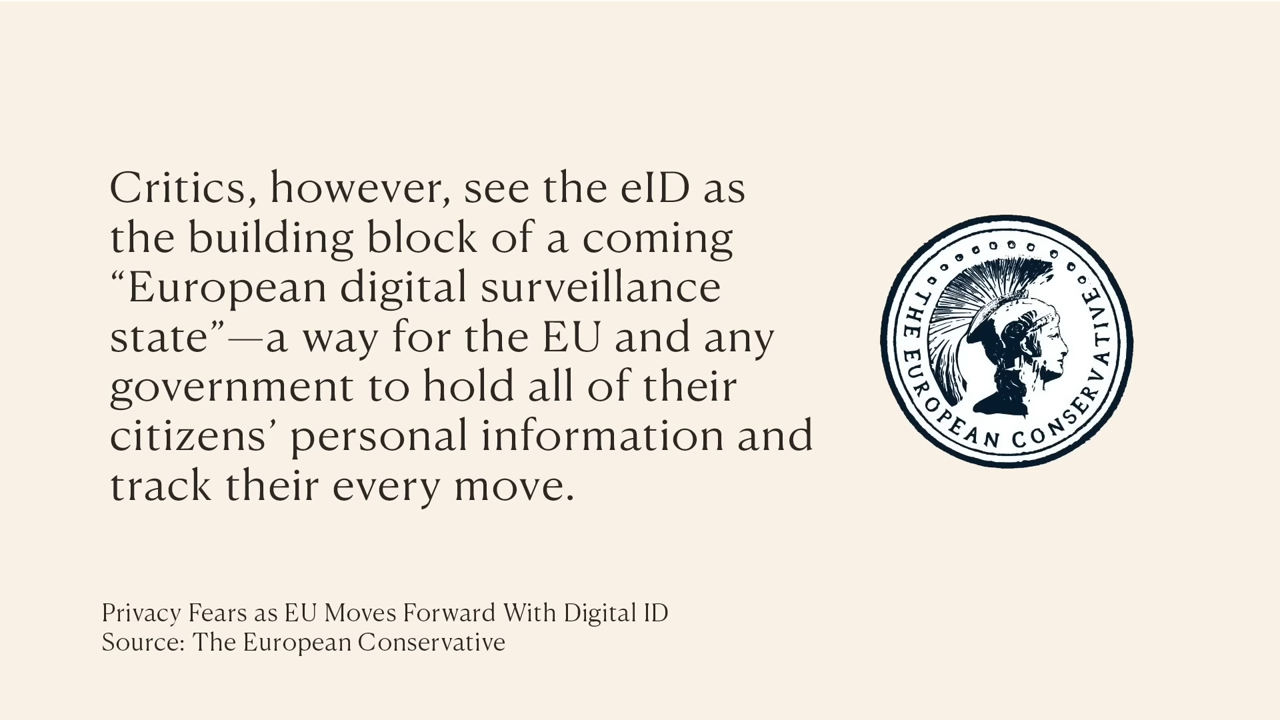 Critics, however, see the eID as
the building block of a coming
“European digital surveillance
state”—a way for the EU and any
government to hold all of their
citizens’ personal information and
track their every move.
THE EUROPEAN CONSERVATIVE
Privacy Fears as EU Moves Forward With Digital ID
Source: The European Conservative